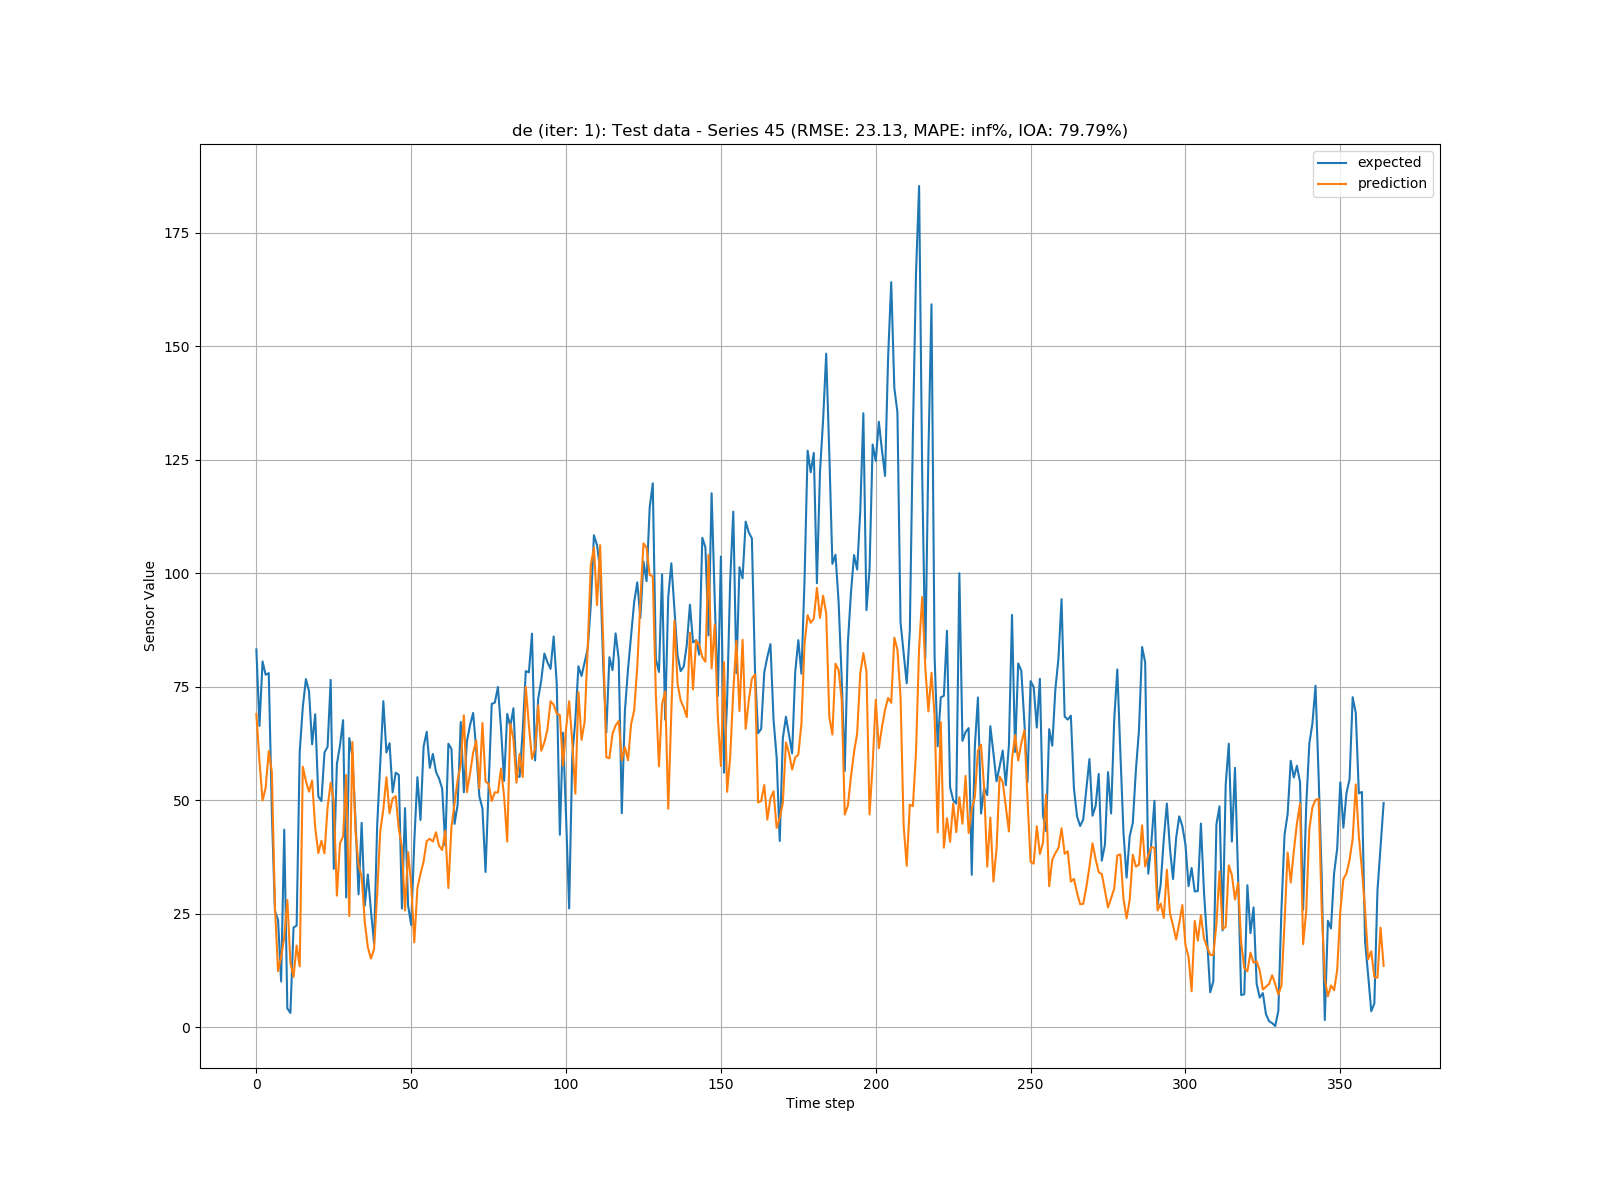 de (iter: 1): Test data - Series 45 (RMSE: 23.13, MAPE: inf%, IOA: 79.79%)
expected
prediction
175
150
125
100
75
50
25
0
Sensor Value
0 50 100 150 200 250 300 350
Time step